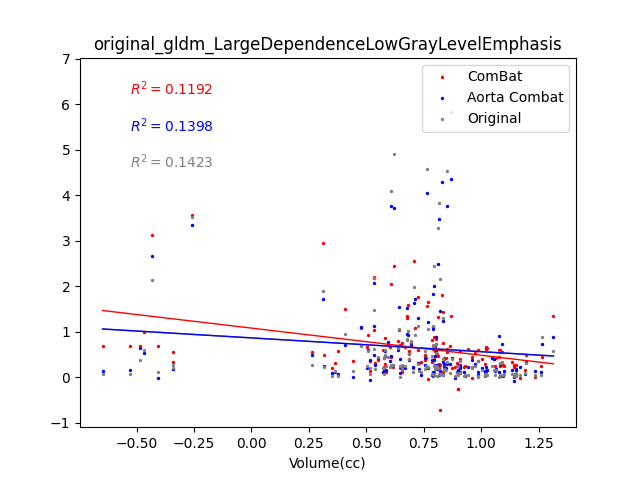 original_gldm_LargeDependenceLowGrayLevelEmphasis
7
6
5
4
3
2
1
0
−1
R² = 0.1192
R² = 0.1398
R² = 0.1423
ComBat
Aorta Combat
Original
−0.50
−0.25
0.00
0.25
0.50
0.75
1.00
1.25
Volume(cc)